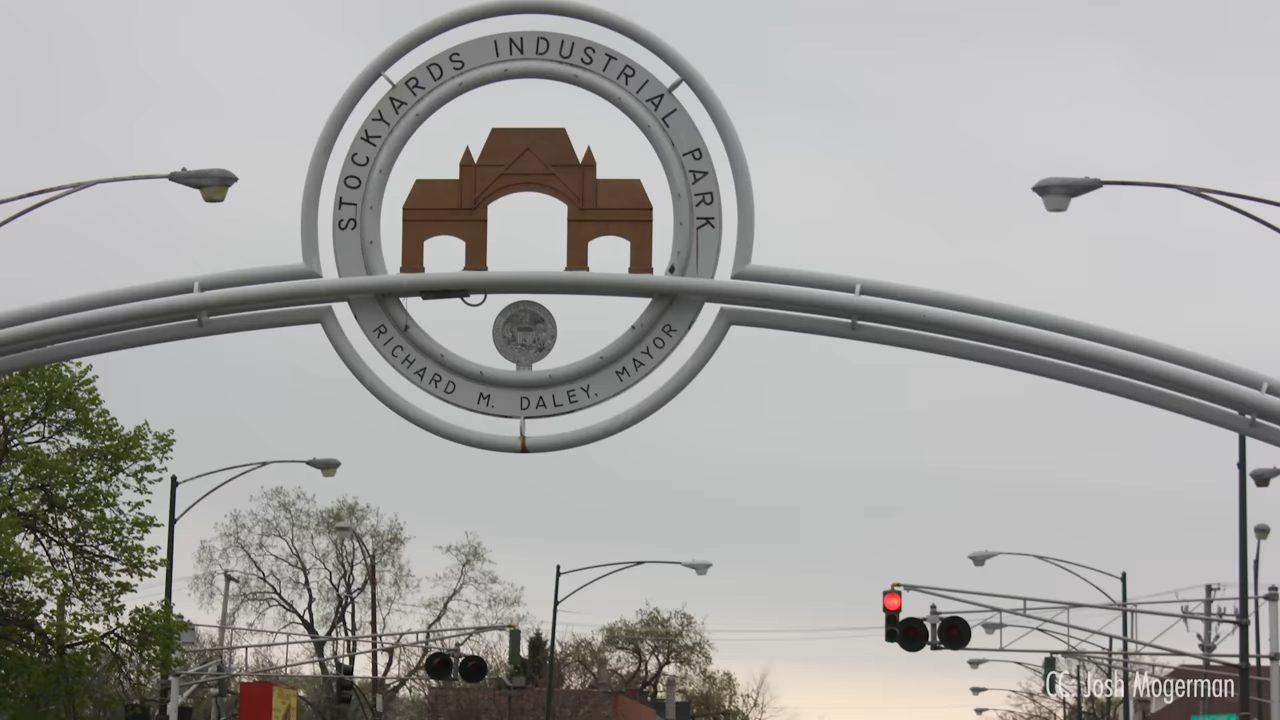 STOCKYARDS INDUSTRIAL PARK
RICHARD M. DALEY, MAYOR
CC: Josh Mogerman